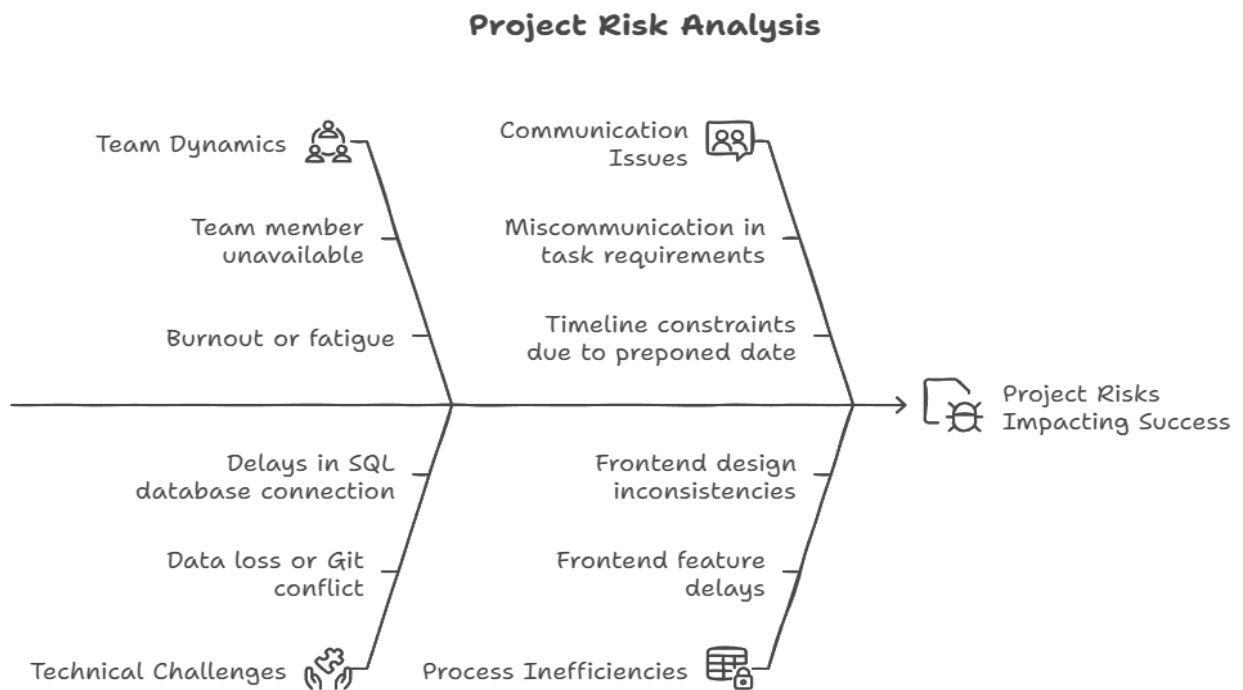 Project Risk Analysis
Team Dynamics
Team member
unavailable
Burnout or fatigue
Communication
Issues
Miscommunication in
task requirements
Timeline constraints
due to preponed date
Project Risks
Impacting Success
Delays in SQL
database connection
Data loss or Git
conflict
Technical Challenges
Frontend design
inconsistencies
Frontend feature
delays
Process Inefficiencies